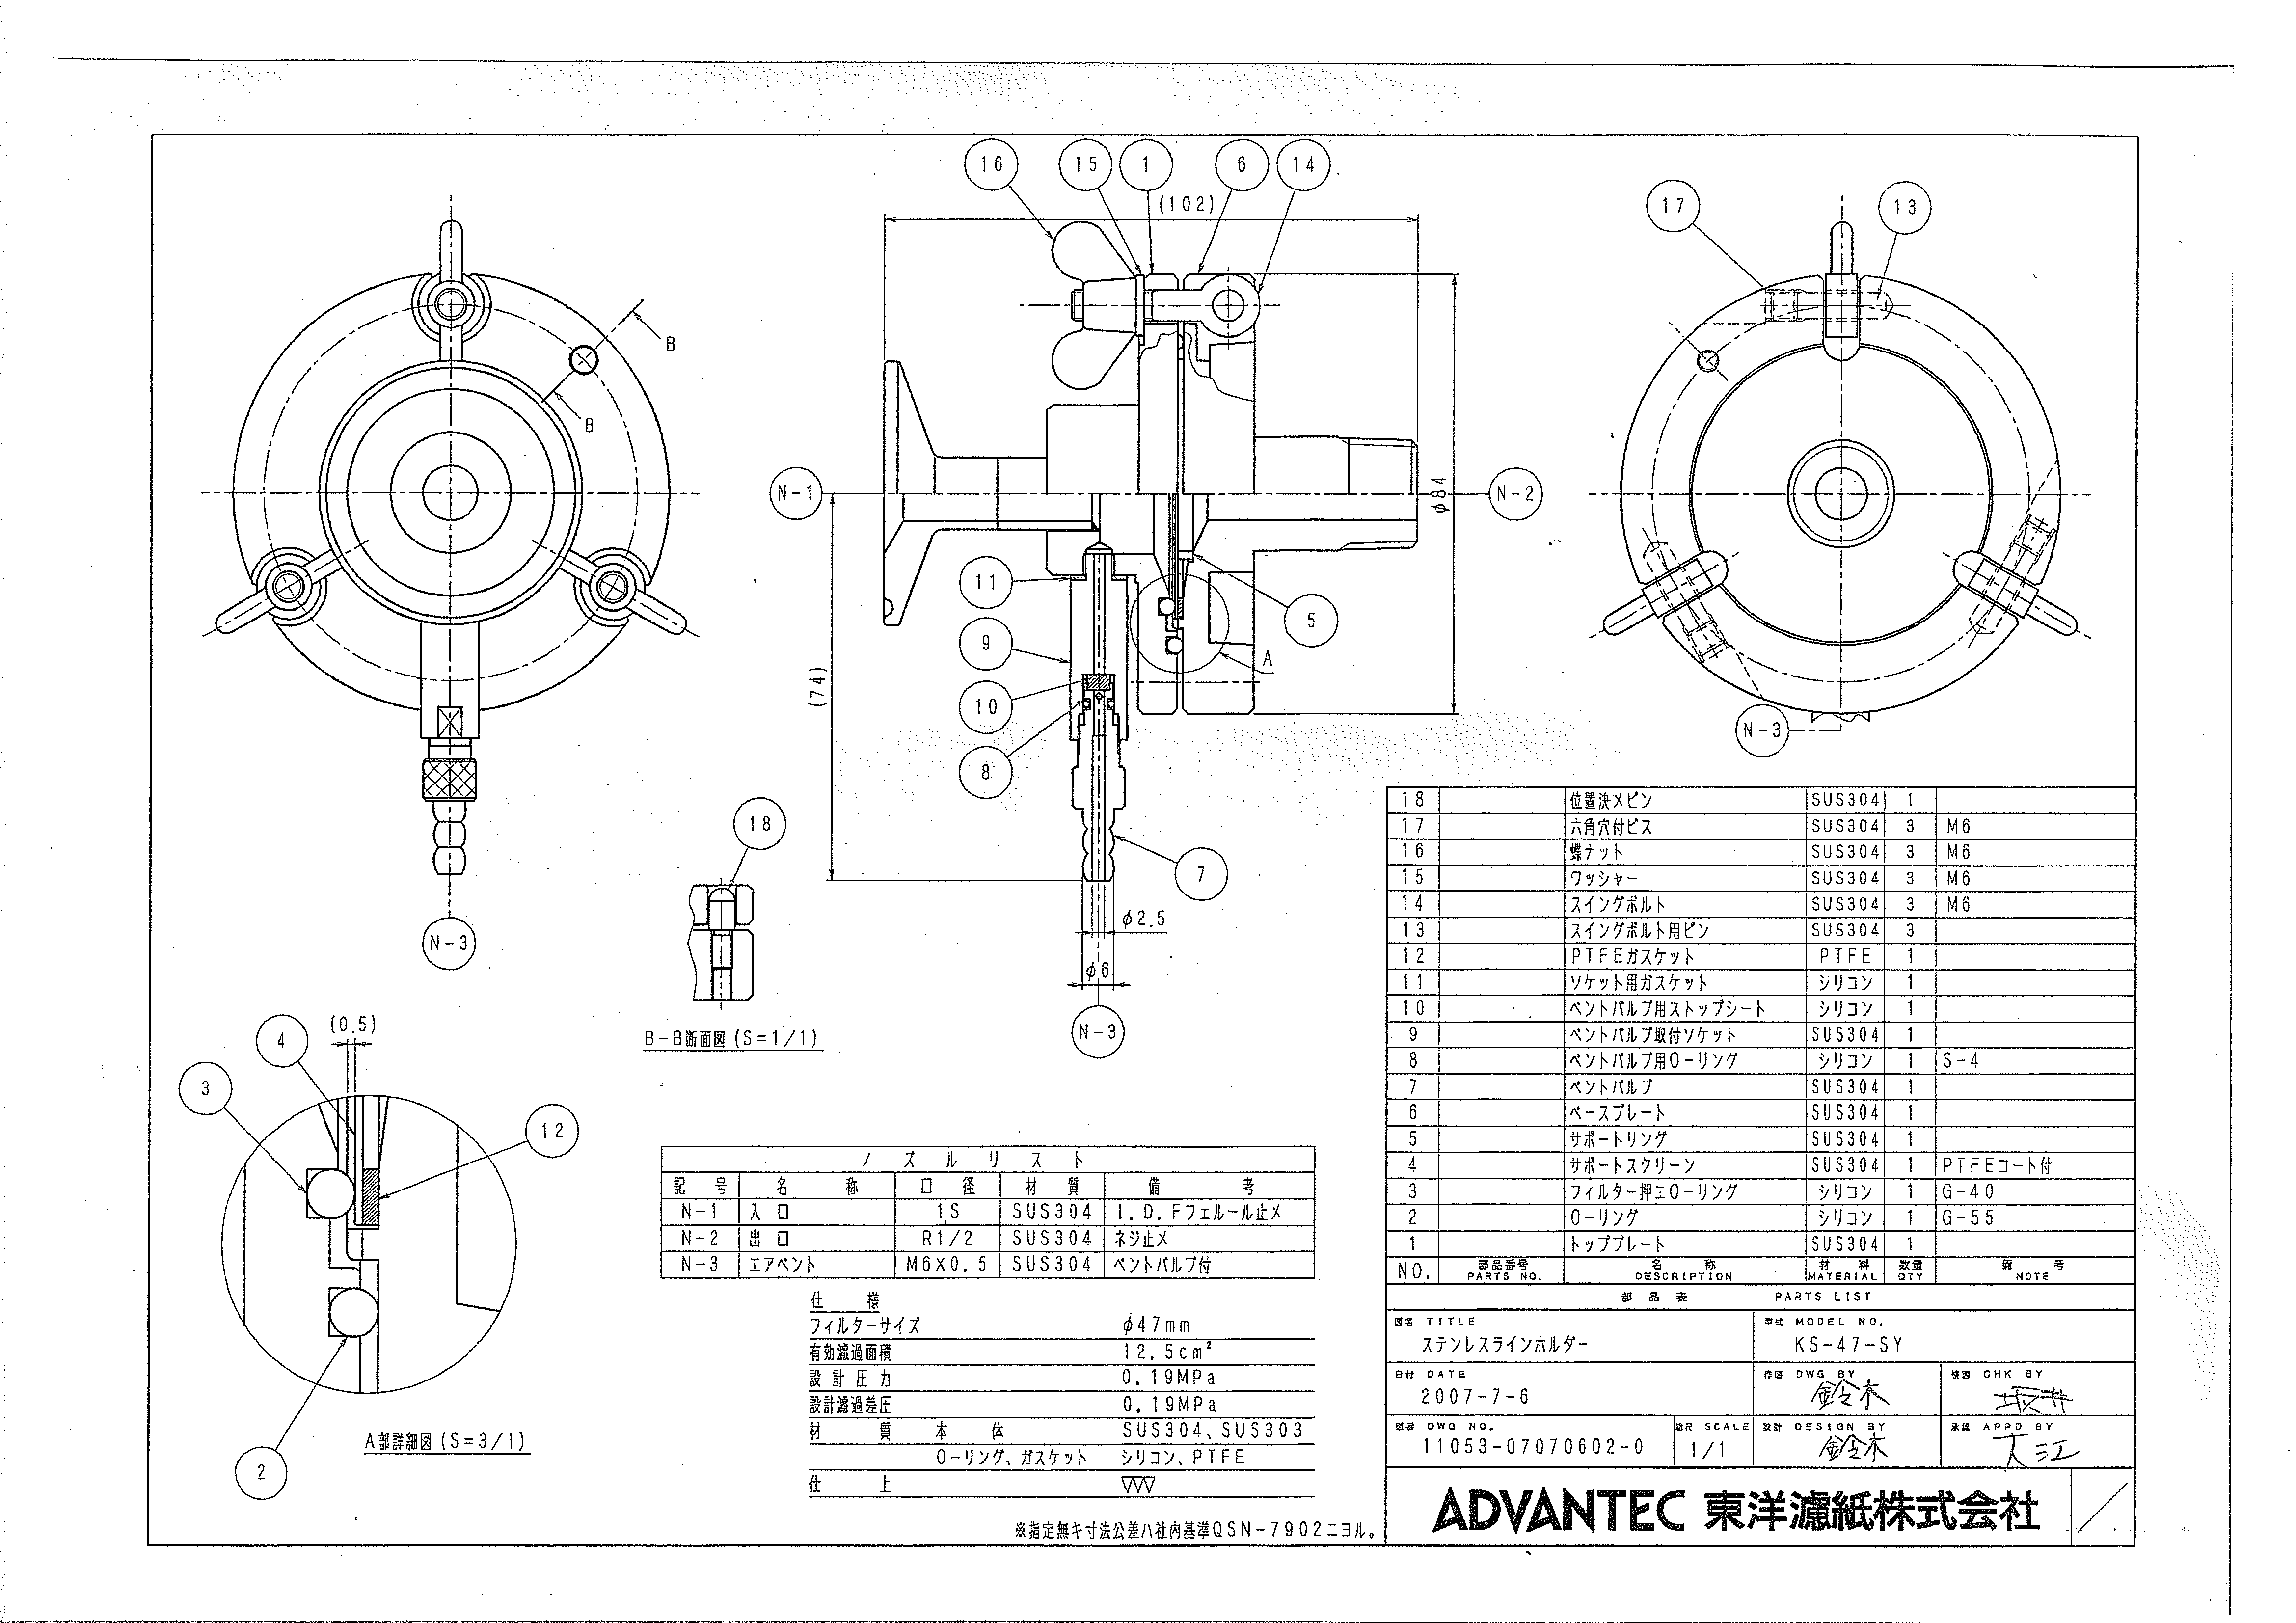 16
15
1
6
14
(102)
17
13
B
B
N-1
N-2
φ84
11
5
9
A
(74)
10
8
N-3
18
7
φ2.5
φ6
N-3
N-3
B-B断面図(S=1/1)
4
(0.5)
3
12
2
A部詳細図(S=3/1)
ノズルリスト
記号 名称 口径 材質 備考
N-1 入口 1S SUS304 I.D.Fフェルール止メ
N-2 出口 R1/2 SUS304 ネジ止メ
N-3 エアベント M6X0.5 SUS304 ベントバルブ付
仕様
フィルターサイズ φ47mm
有効濾過面積 12.5cm²
設計圧力 0.19MPa
設計濾過差圧 0.19MPa
材質 本体 SUS304、SUS303
O-リング、ガスケット シリコン、PTFE
仕上 ▽▽▽
※指定無キ寸法公差ハ社内基準QSN-7902ニヨル。
18 位置決メピン SUS304 1
17 六角穴付ビス SUS304 3 M6
16 蝶ナット SUS304 3 M6
15 ワッシャー SUS304 3 M6
14 スイングボルト SUS304 3 M6
13 スイングボルト用ピン SUS304 3
12 PTFEガスケット PTFE 1
11 ソケット用ガスケット シリコン 1
10 ベントバルブ用ストップシート シリコン 1
9 ベントバルブ取付ソケット SUS304 1
8 ベントバルブ用O-リング シリコン 1 S-4
7 ベントバルブ SUS304 1
6 ベースプレート SUS304 1
5 サポートリング SUS304 1
4 サポートスクリーン SUS304 1 PTFEコート付
3 フィルター押エO-リング シリコン 1 G-40
2 O-リング シリコン 1 G-55
1 トッププレート SUS304 1
NO. 部品番号 名称 材料 数量 備考
PARTS NO. DESCRIPTION MATERIAL QTY NOTE
部品表 PARTS LIST
図名 TITLE 型式 MODEL NO.
ステンレスラインホルダー KS-47-SY
日付 DATE 作図 DWG BY 検図 CHK BY
2007-7-6 鈴木 坂井
図番 DWG NO. 縮尺 SCALE 設計 DESIGN BY 承認 APPD BY
11053-07070602-0 1/1 鈴木 入江
ADVANTEC 東洋濾紙株式会社